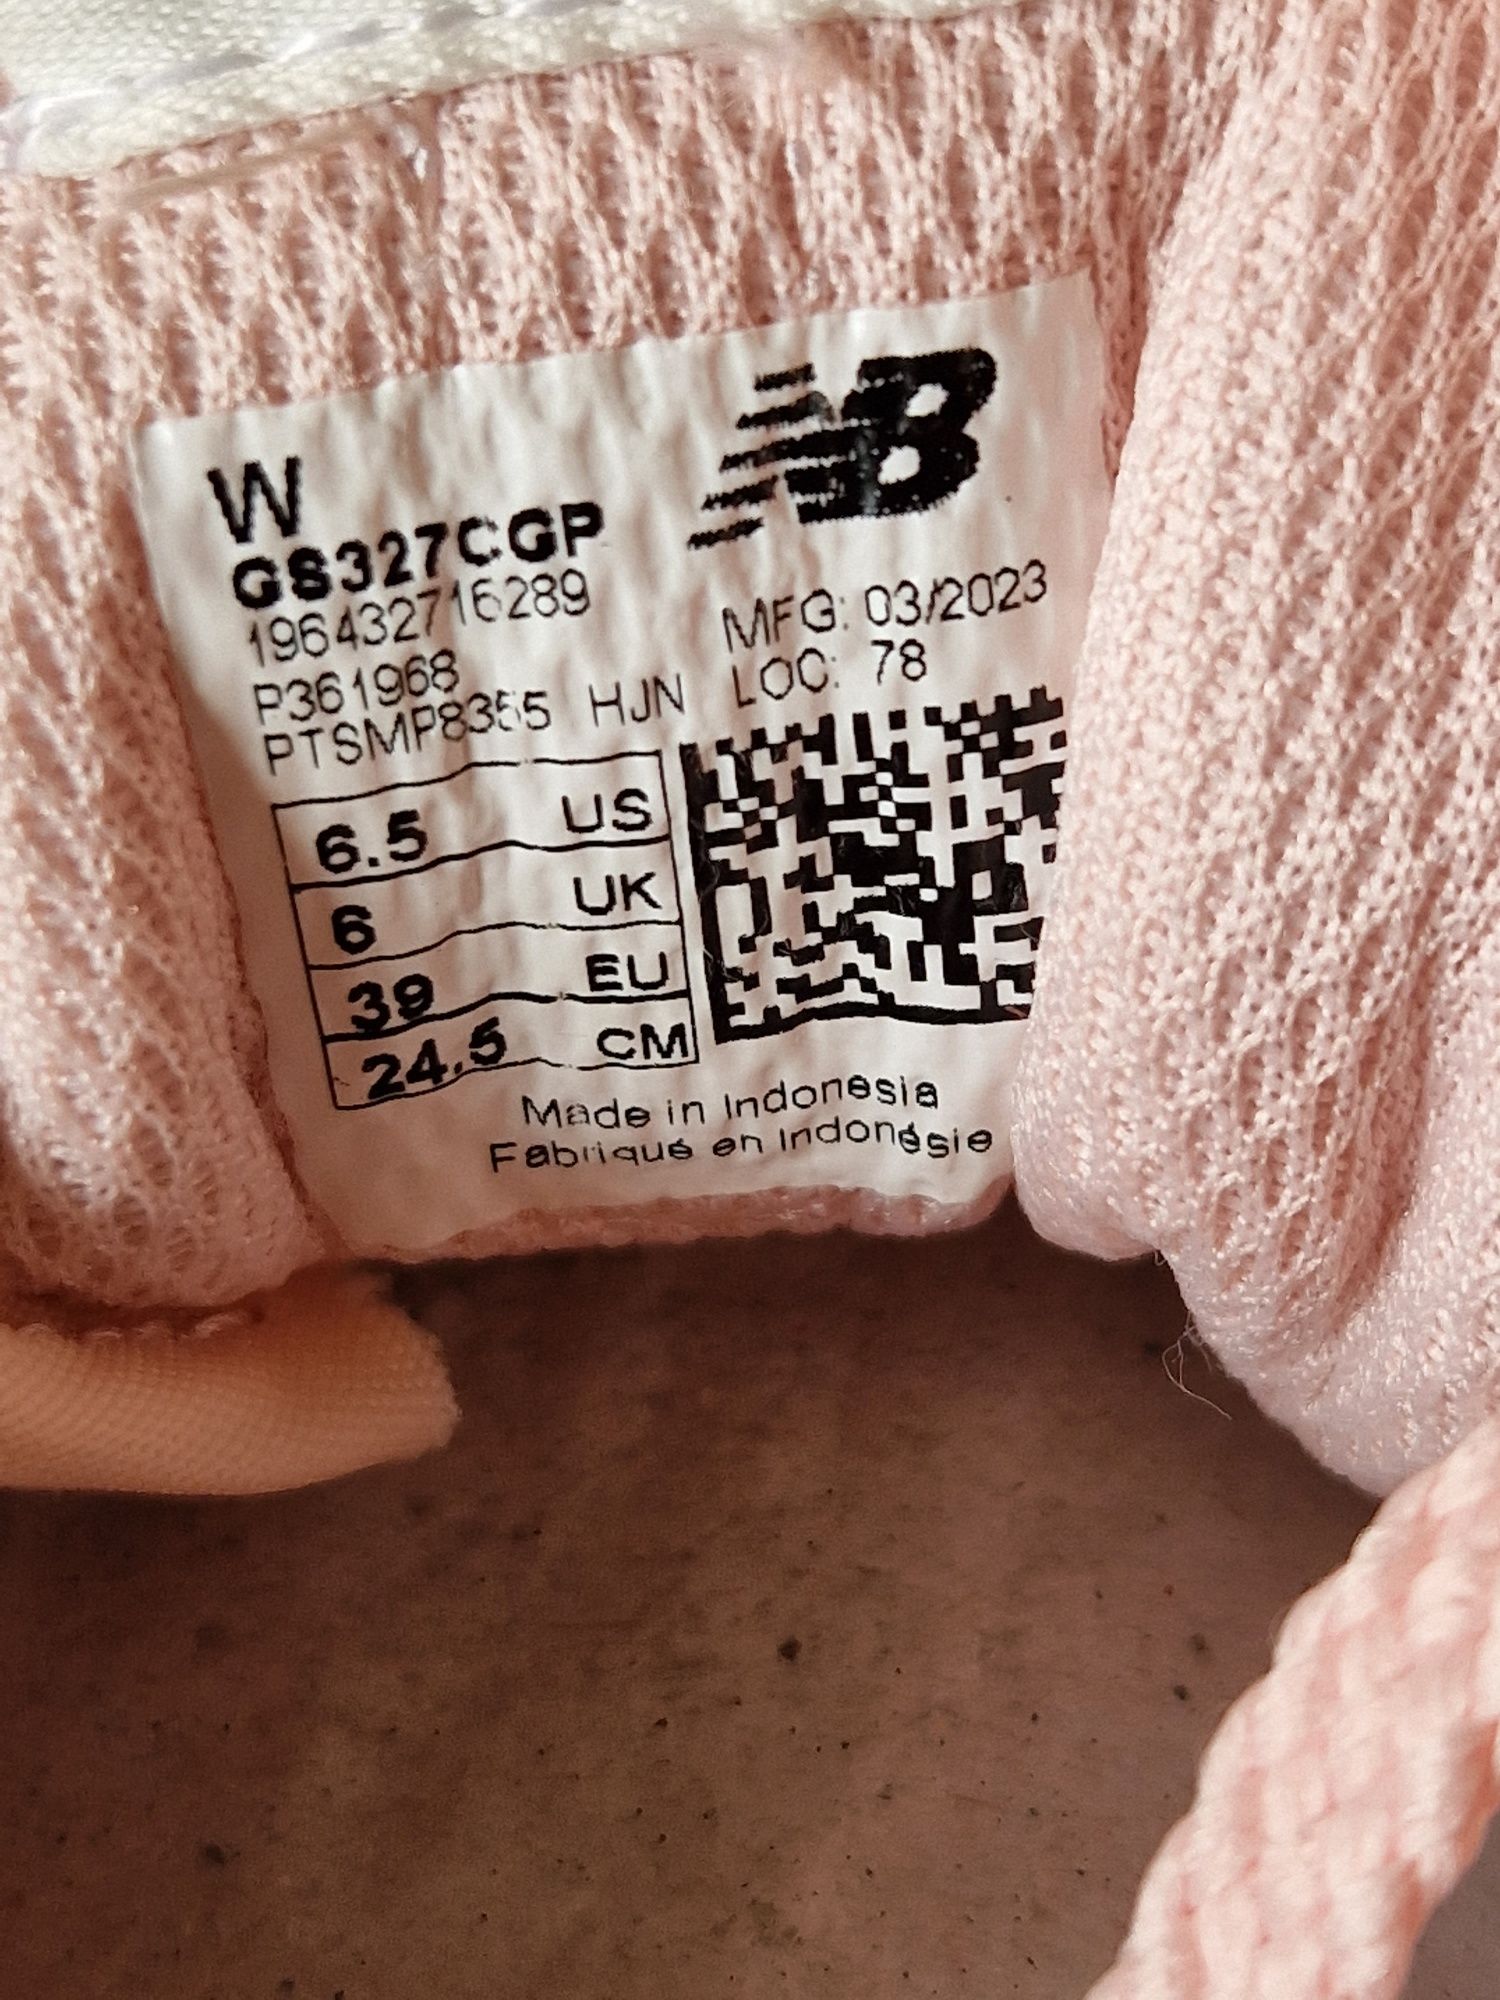 W
GS327CGP
196432716289
P361968
PTSMP8355 HJN
NB
MFG: 03/2023
LOC: 78
6.5 US
6 UK
39 EU
24.5 CM
Made in Indonesia
Fabriqué en Indonésie